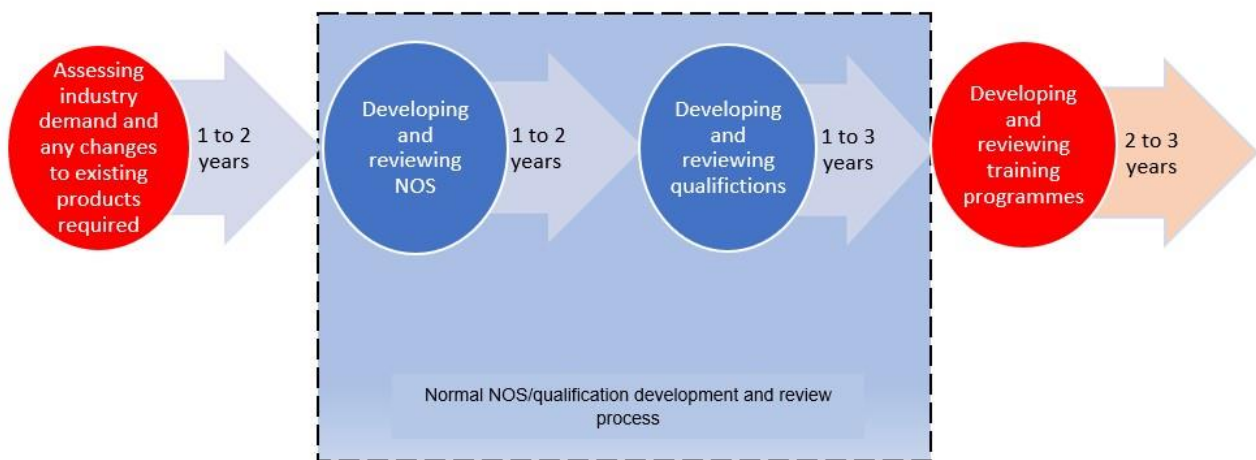 Assessing
industry
demand and
any changes
to existing
products
required
1 to 2
years
Developing
and
reviewing
NOS
1 to 2
years
Developing
and
reviewing
qualifictions
1 to 3
years
Developing
and
reviewing
training
programmes
2 to 3
years
Normal NOS/qualification development and review
process